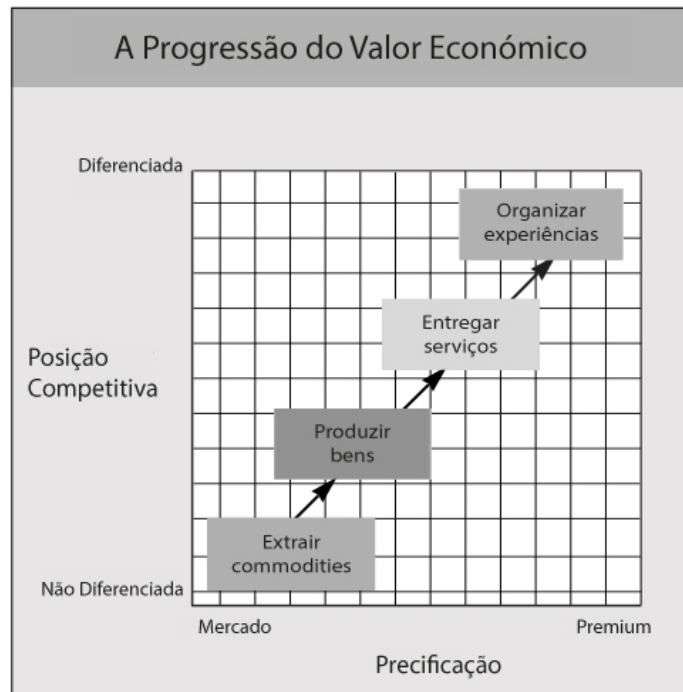 A Progressão do Valor Económico
Diferenciada
Organizar
experiências
Entregar
serviços
Posição
Competitiva
Produzir
bens
Extrair
commodities
Não Diferenciada
Mercado
Premium
Precificação